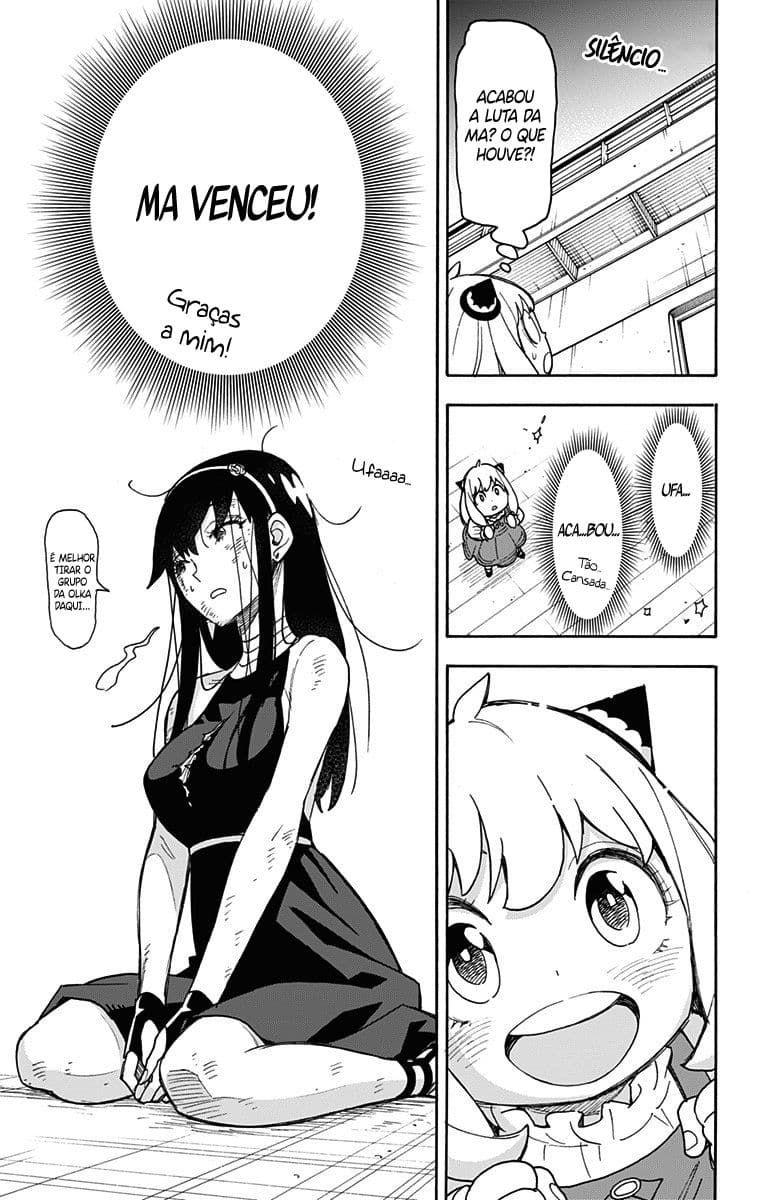 SILÊNCIO...
ACABOU
A LUTA DA
MA? O QUE
HOUVE?!
UFA...
ACA...BOU...
Tão...
Cansada...
MA VENCEU!
Graças
a mim!
Ufaaaa...
É MELHOR
TIRAR O
GRUPO
DA OLKA
DAQUI...